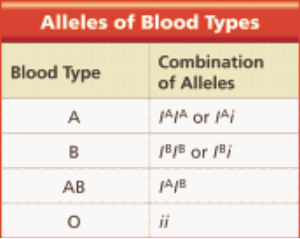 Alleles of Blood Types
Blood Type
Combination
of Alleles
A
IᴬIᴬ or Iᴬi
B
IᴮIᴮ or Iᴮi
AB
IᴬIᴮ
O
ii